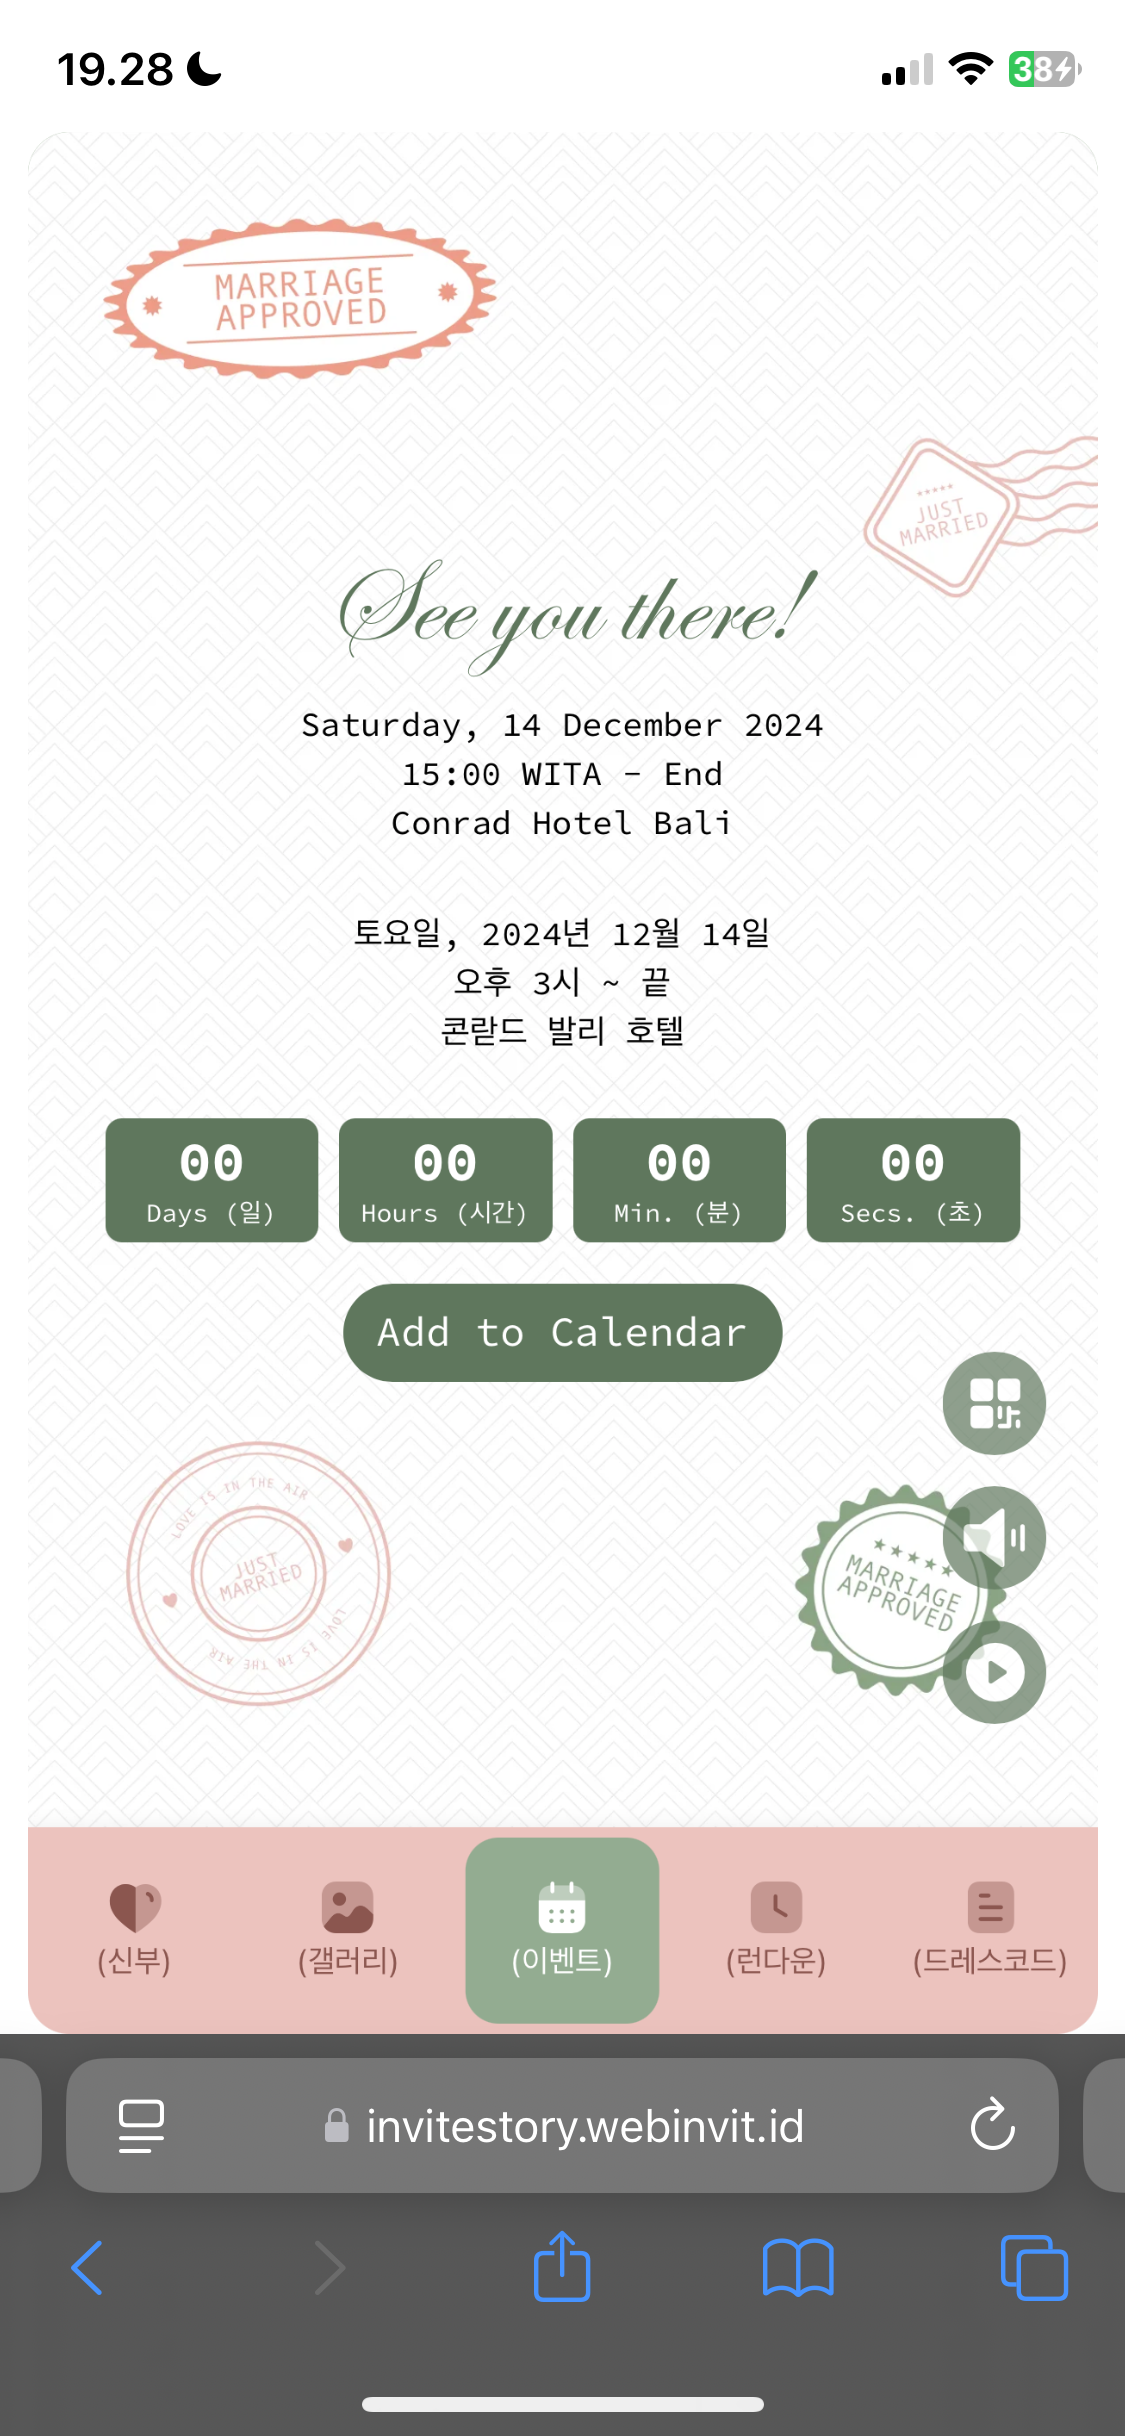 19.28
38
MARRIAGE
APPROVED
JUST
MARRIED
See you there!
Saturday, 14 December 2024
15:00 WITA - End
Conrad Hotel Bali
토요일, 2024년 12월 14일
오후 3시 ~ 끝
콘랃드 발리 호텔
00 00 00 00
Days (일) Hours (시간) Min. (분) Secs. (초)
Add to Calendar
LOVE IS IN THE AIR
JUST
MARRIED
LOVE IS IN THE AIR
MARRIAGE
APPROVED
(신부) (갤러리) (이벤트) (런다운) (드레스코드)
invitestory.webinvit.id